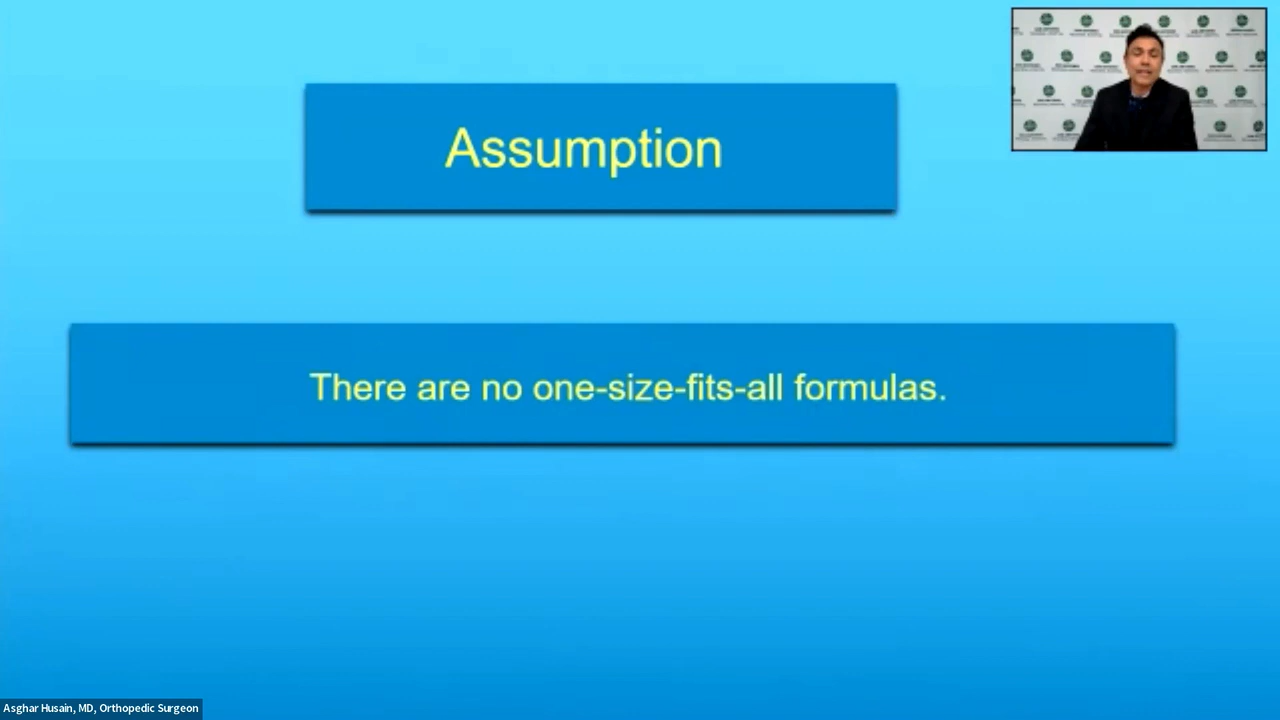 Assumption
There are no one-size-fits-all formulas.
Asghar Husain, MD, Orthopedic Surgeon